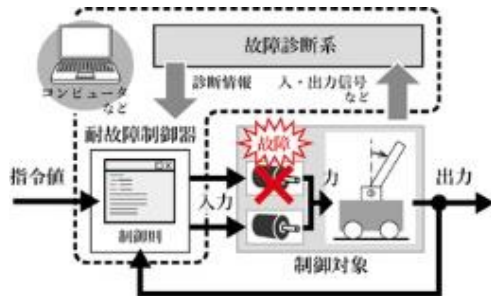 故障診断系
コンピュータ
など
診断情報
入・出力信号
など
耐故障制御器
故障
指令値
入力
力
出力
制御則
制御対象